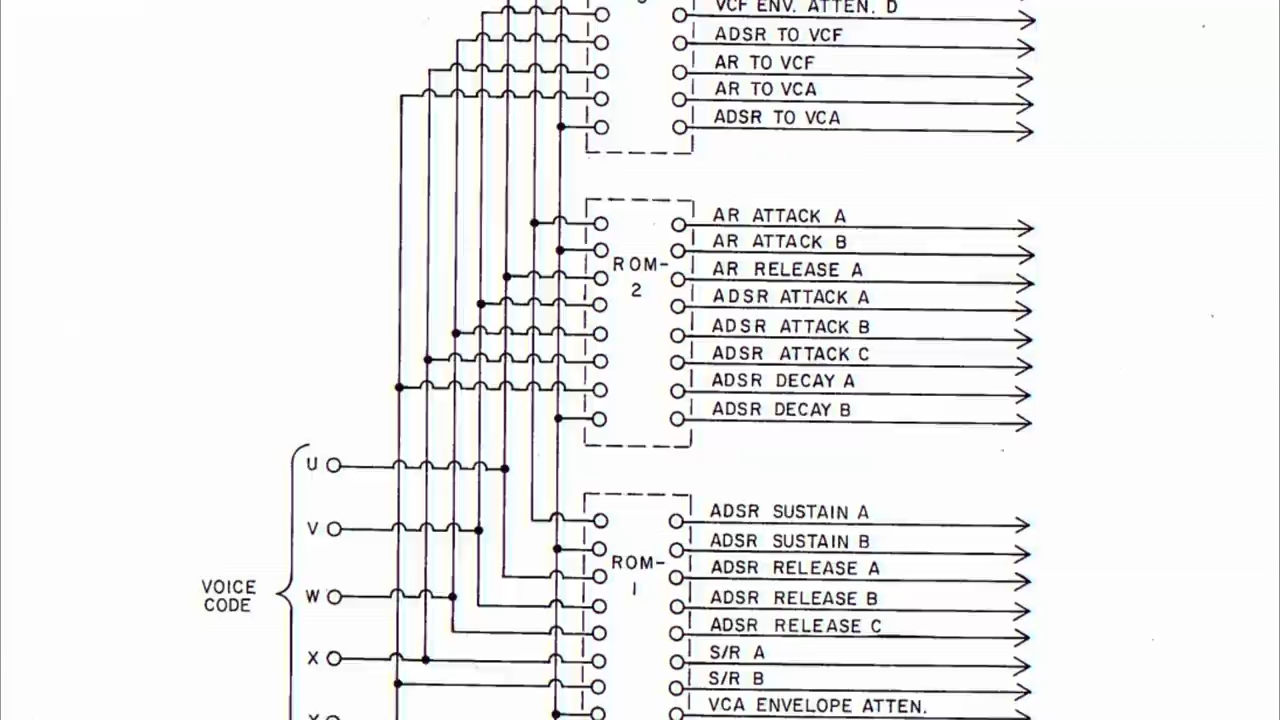 VCF ENV. ATTEN. D
ADSR TO VCF
AR TO VCF
AR TO VCA
ADSR TO VCA
ROM-
2
AR ATTACK A
AR ATTACK B
AR RELEASE A
ADSR ATTACK A
ADSR ATTACK B
ADSR ATTACK C
ADSR DECAY A
ADSR DECAY B
VOICE
CODE
U
V
W
X
ROM-
1
ADSR SUSTAIN A
ADSR SUSTAIN B
ADSR RELEASE A
ADSR RELEASE B
ADSR RELEASE C
S/R A
S/R B
VCA ENVELOPE ATTEN.